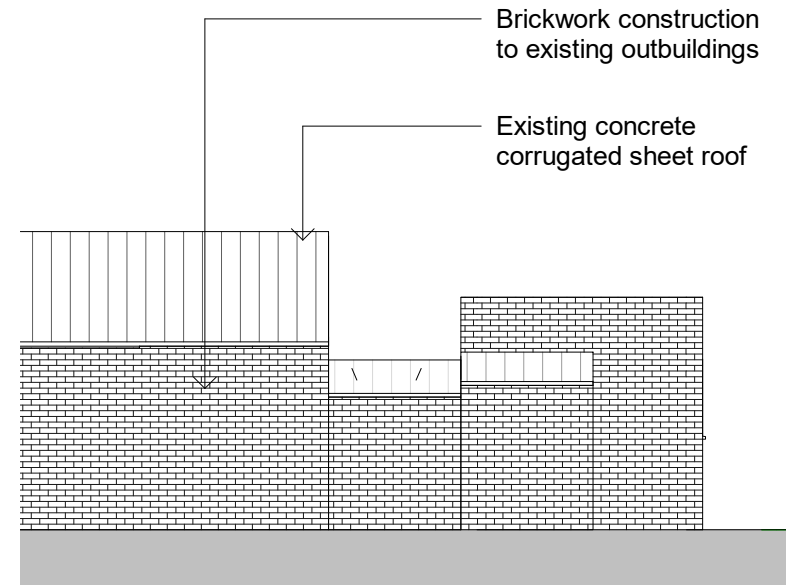 Brickwork construction
to existing outbuildings
Existing concrete
corrugated sheet roof